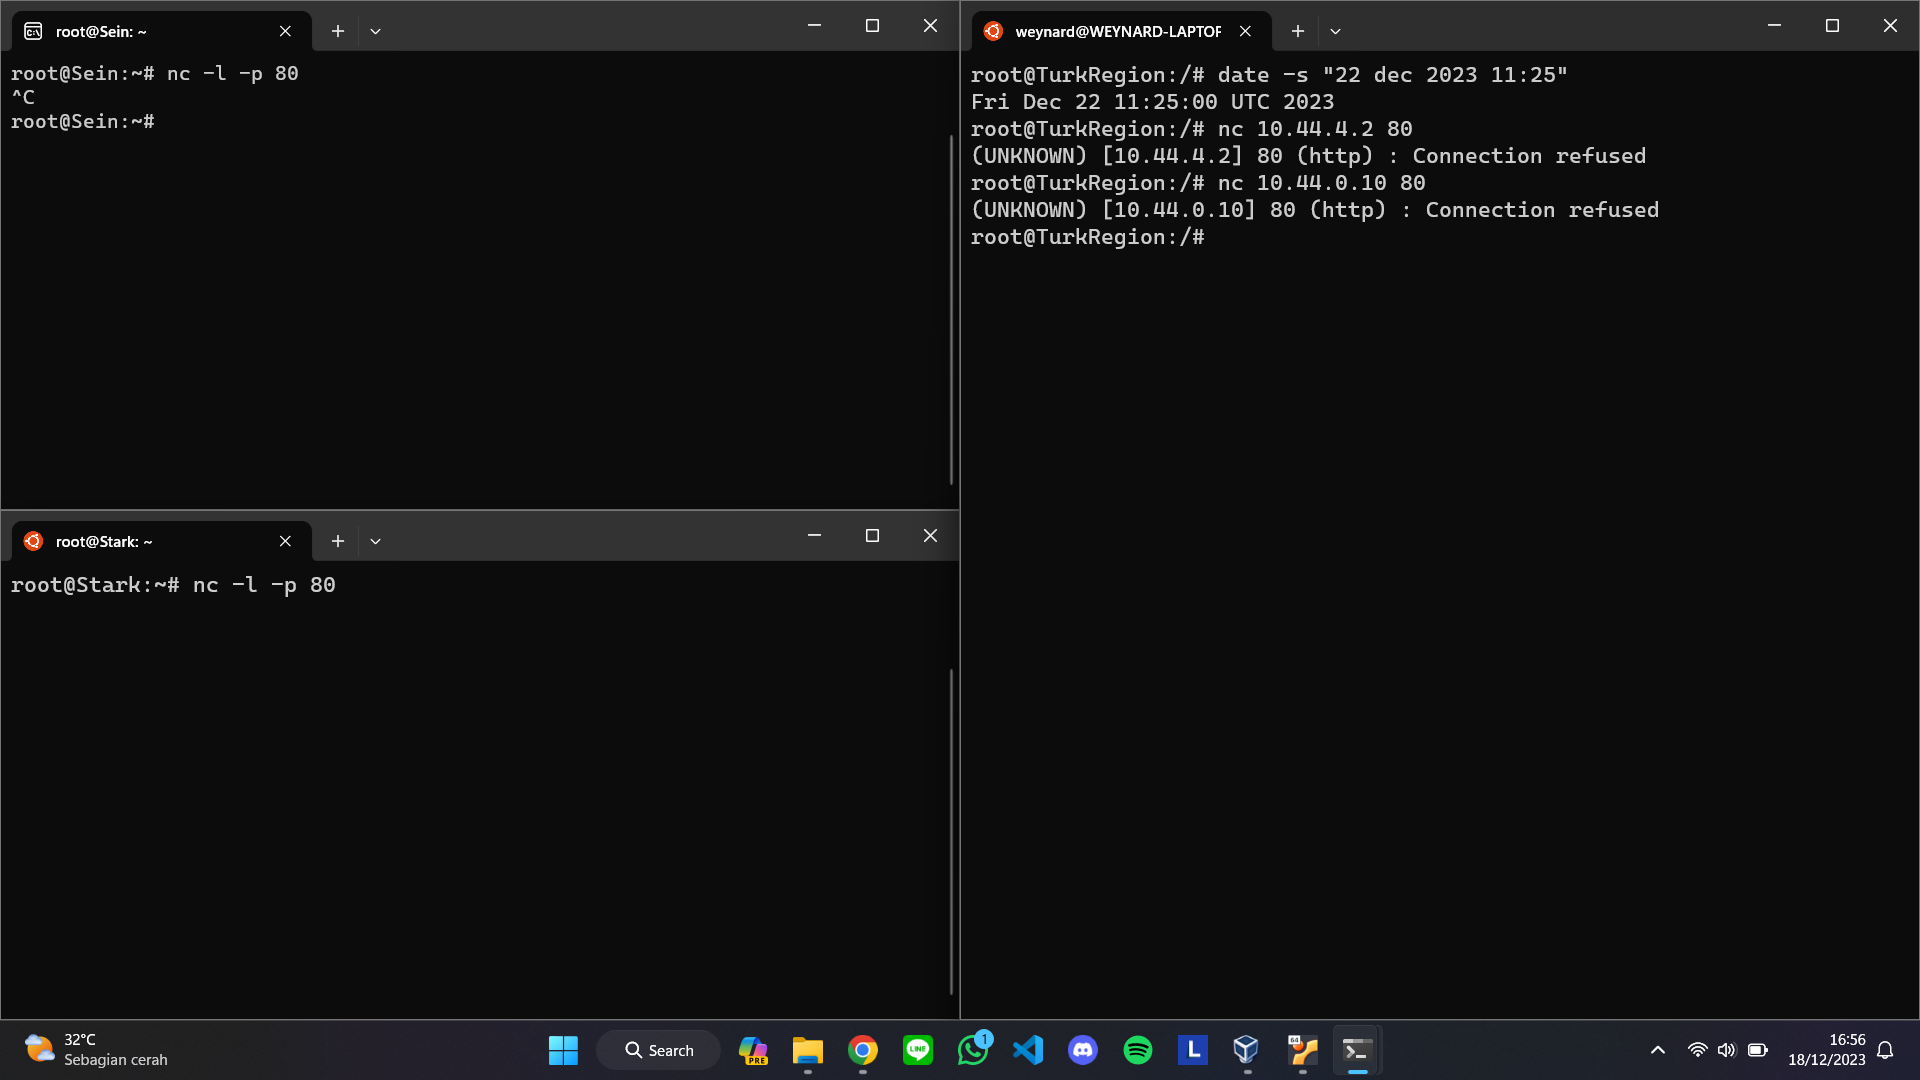 root@Sein: ~
root@Sein:~# nc -l -p 80
^C
root@Sein:~#
root@Stark: ~
root@Stark:~# nc -l -p 80
weynard@WEYNARD-LAPTOP
root@TurkRegion:/# date -s "22 dec 2023 11:25"
Fri Dec 22 11:25:00 UTC 2023
root@TurkRegion:/# nc 10.44.4.2 80
(UNKNOWN) [10.44.4.2] 80 (http) : Connection refused
root@TurkRegion:/# nc 10.44.0.10 80
(UNKNOWN) [10.44.0.10] 80 (http) : Connection refused
root@TurkRegion:/#
32°C
Sebagian cerah
Search
PRE
LINE
1
L
64
16:56
18/12/2023